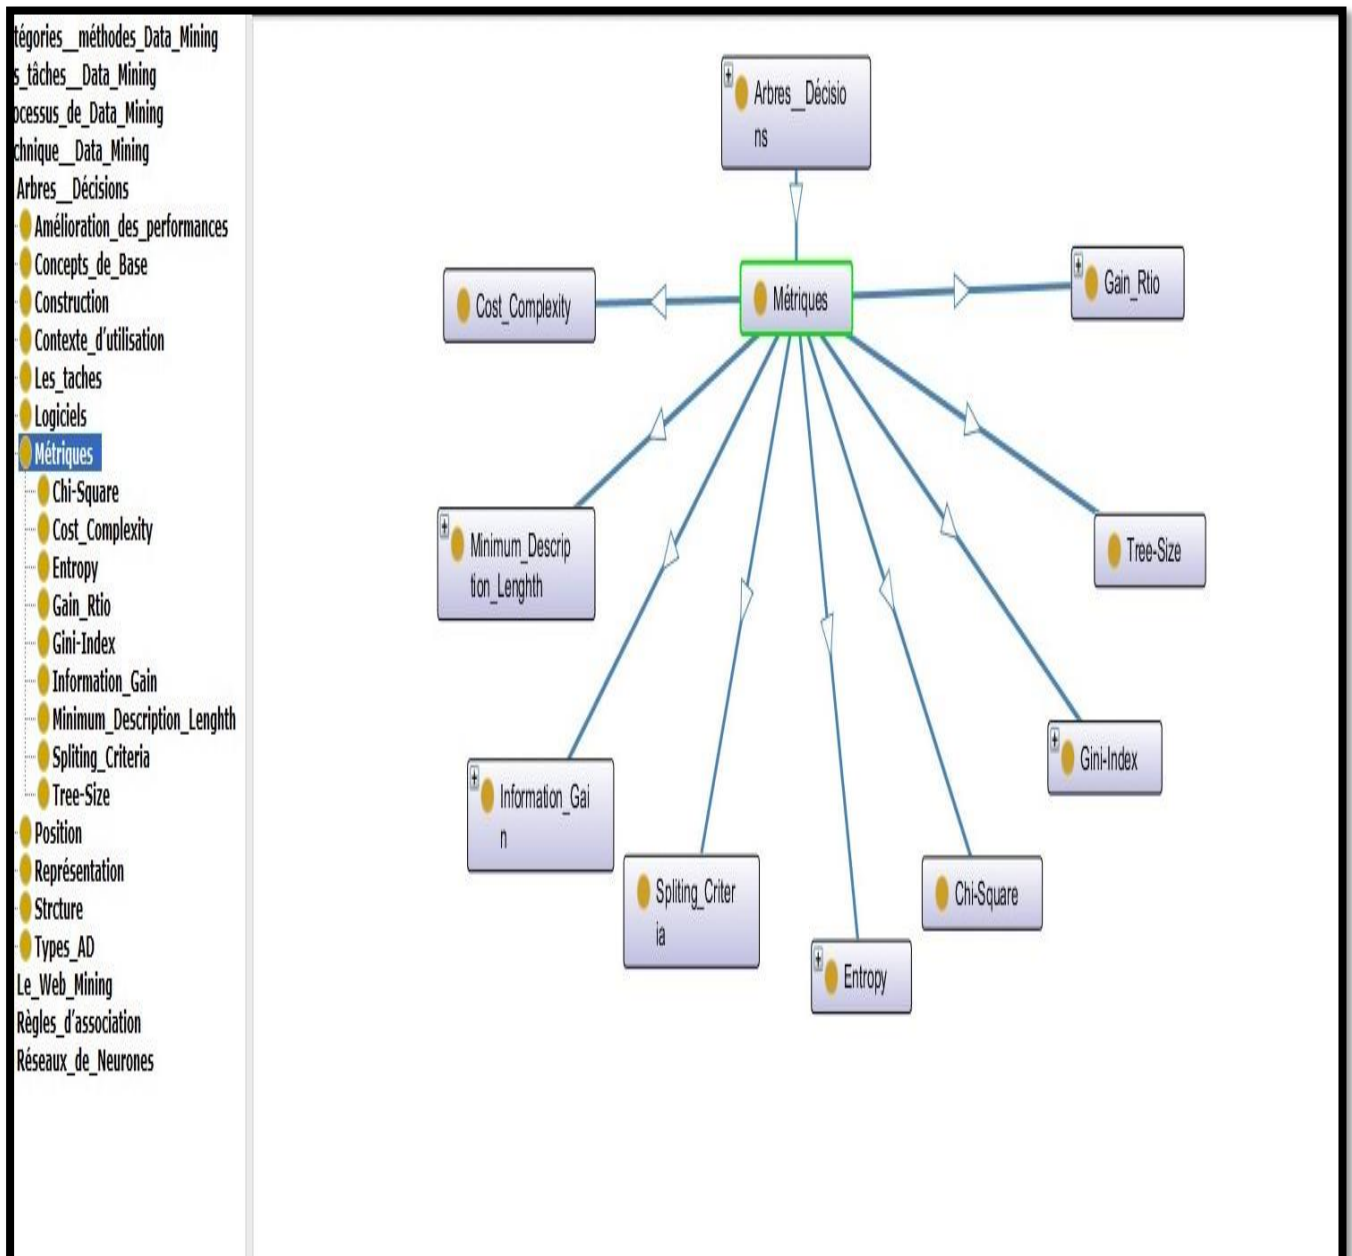 tégories__méthodes_Data_Mining
s_tâches__Data_Mining
ocessus_de_Data_Mining
chnique__Data_Mining
Arbres__Décisions
Amélioration_des_performances
Concepts_de_Base
Construction
Contexte_d'utilisation
Les_taches
Logiciels
Métriques
Chi-Square
Cost_Complexity
Entropy
Gain_Rtio
Gini-Index
Information_Gain
Minimum_Description_Lenghth
Spliting_Criteria
Tree-Size
Position
Représentation
Strcture
Types_AD
Le_Web_Mining
Règles_d'association
Réseaux_de_Neurones
Arbres__Décisio
ns
Métriques
Cost_Complexity
Gain_Rtio
Minimum_Descrip
tion_Lenghth
Tree-Size
Information_Gai
n
Gini-Index
Spliting_Criter
ia
Chi-Square
Entropy